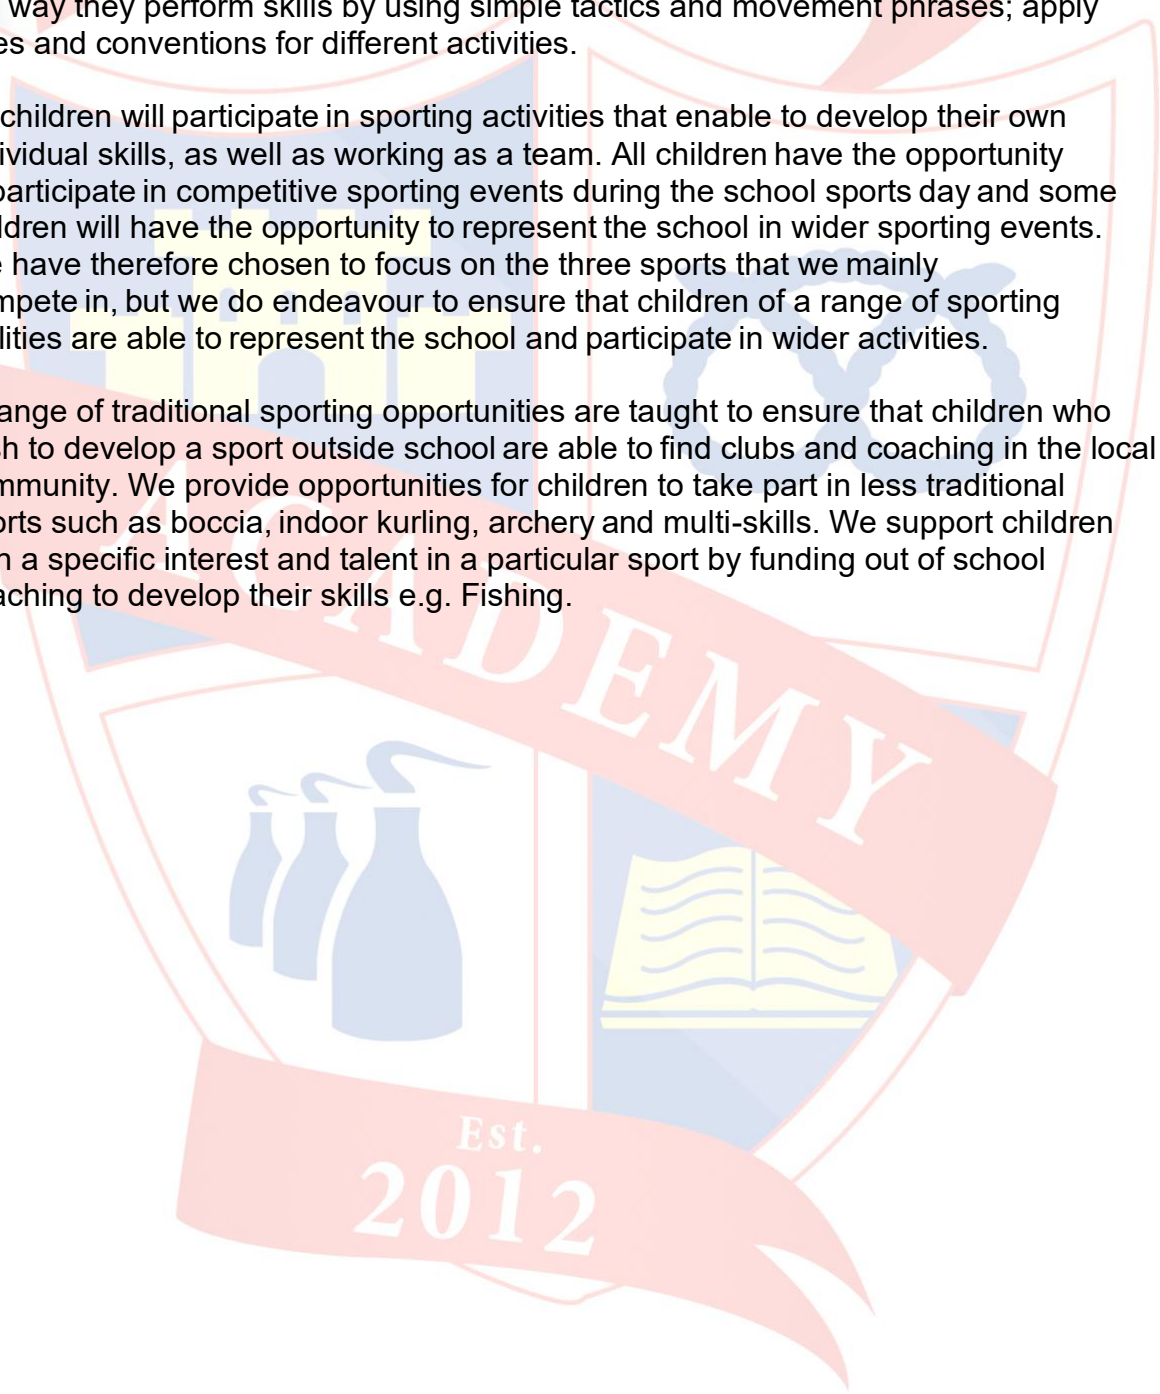 way they perform skills by using simple tactics and movement phrases; apply
es and conventions for different activities.
children will participate in sporting activities that enable to develop their own
ividual skills, as well as working as a team. All children have the opportunity
participate in competitive sporting events during the school sports day and some
ldren will have the opportunity to represent the school in wider sporting events.
e have therefore chosen to focus on the three sports that we mainly
mpete in, but we do endeavour to ensure that children of a range of sporting
lities are able to represent the school and participate in wider activities.
ange of traditional sporting opportunities are taught to ensure that children who
sh to develop a sport outside school are able to find clubs and coaching in the local
mmunity. We provide opportunities for children to take part in less traditional
orts such as boccia, indoor kurling, archery and multi-skills. We support children
h a specific interest and talent in a particular sport by funding out of school
aching to develop their skills e.g. Fishing.
ACADEMY
Est.
2012